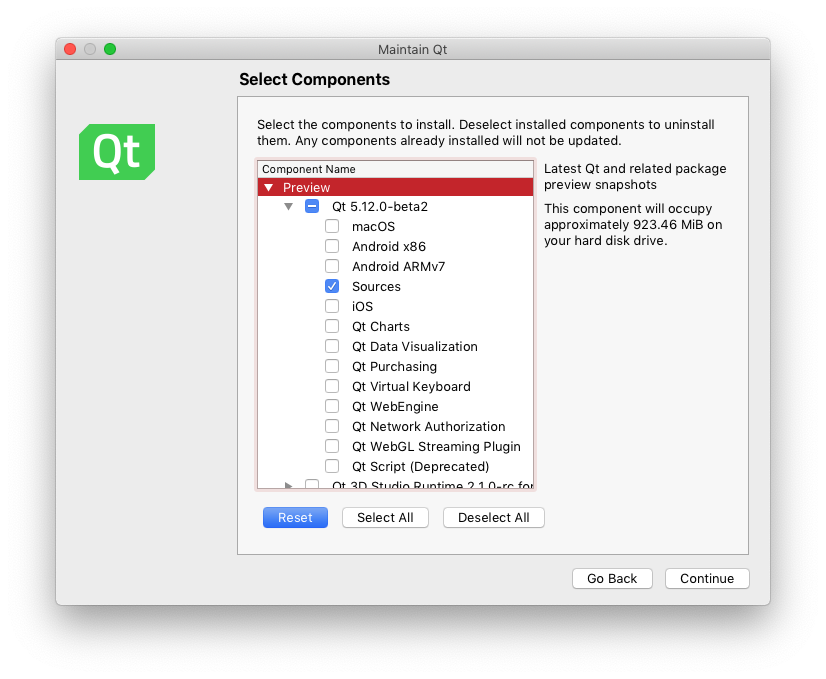 Maintain Qt
Select Components
Qt
Select the components to install. Deselect installed components to uninstall
them. Any components already installed will not be updated.
Component Name
Preview
Qt 5.12.0-beta2
macOS
Android x86
Android ARMv7
Sources
iOS
Qt Charts
Qt Data Visualization
Qt Purchasing
Qt Virtual Keyboard
Qt WebEngine
Qt Network Authorization
Qt WebGL Streaming Plugin
Qt Script (Deprecated)
Qt 3D Studio Runtime 2.1.0-rc for
Latest Qt and related package
preview snapshots
This component will occupy
approximately 923.46 MiB on
your hard disk drive.
Reset
Select All
Deselect All
Go Back
Continue